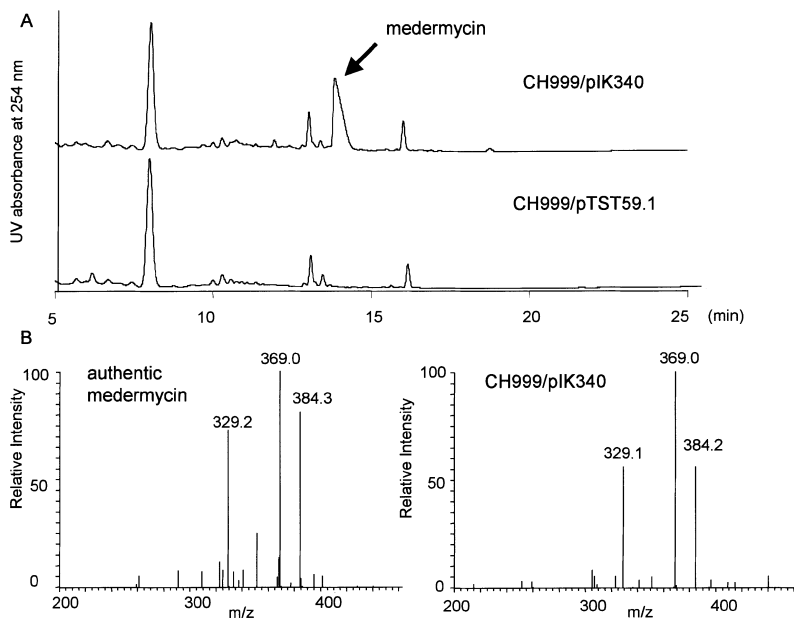 A
medermycin
CH999/pIK340
UV absorbance at 254 nm
CH999/pTST59.1
5 10 15 20 25 (min)
B
authentic
medermycin
369.0
384.3
329.2
100
50
0
Relative Intensity
200 300 400
m/z
CH999/pIK340
369.0
384.2
329.1
100
50
0
Relative Intensity
200 300 400
m/z